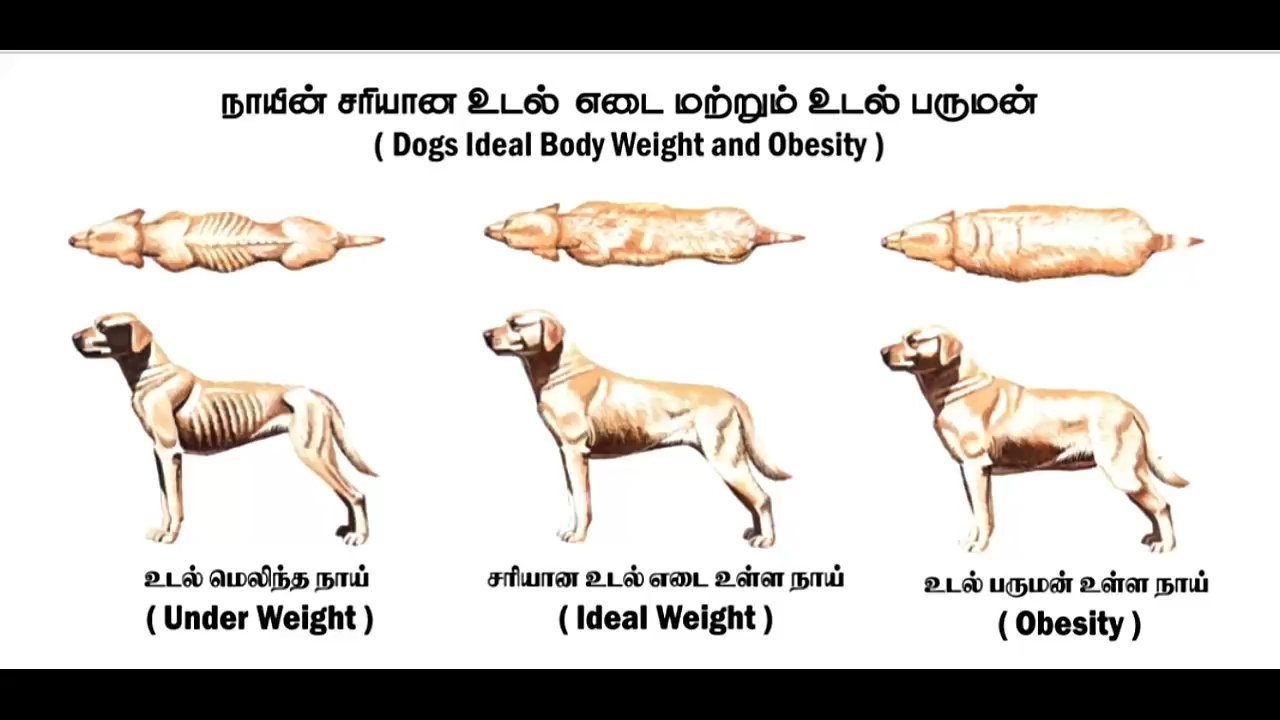 நாயின் சரியான உடல் எடை மற்றும் உடல் பருமன்
( Dogs Ideal Body Weight and Obesity )
உடல் மெலிந்த நாய்
( Under Weight )
சரியான உடல் எடை உள்ள நாய்
( Ideal Weight )
உடல் பருமன் உள்ள நாய்
( Obesity )